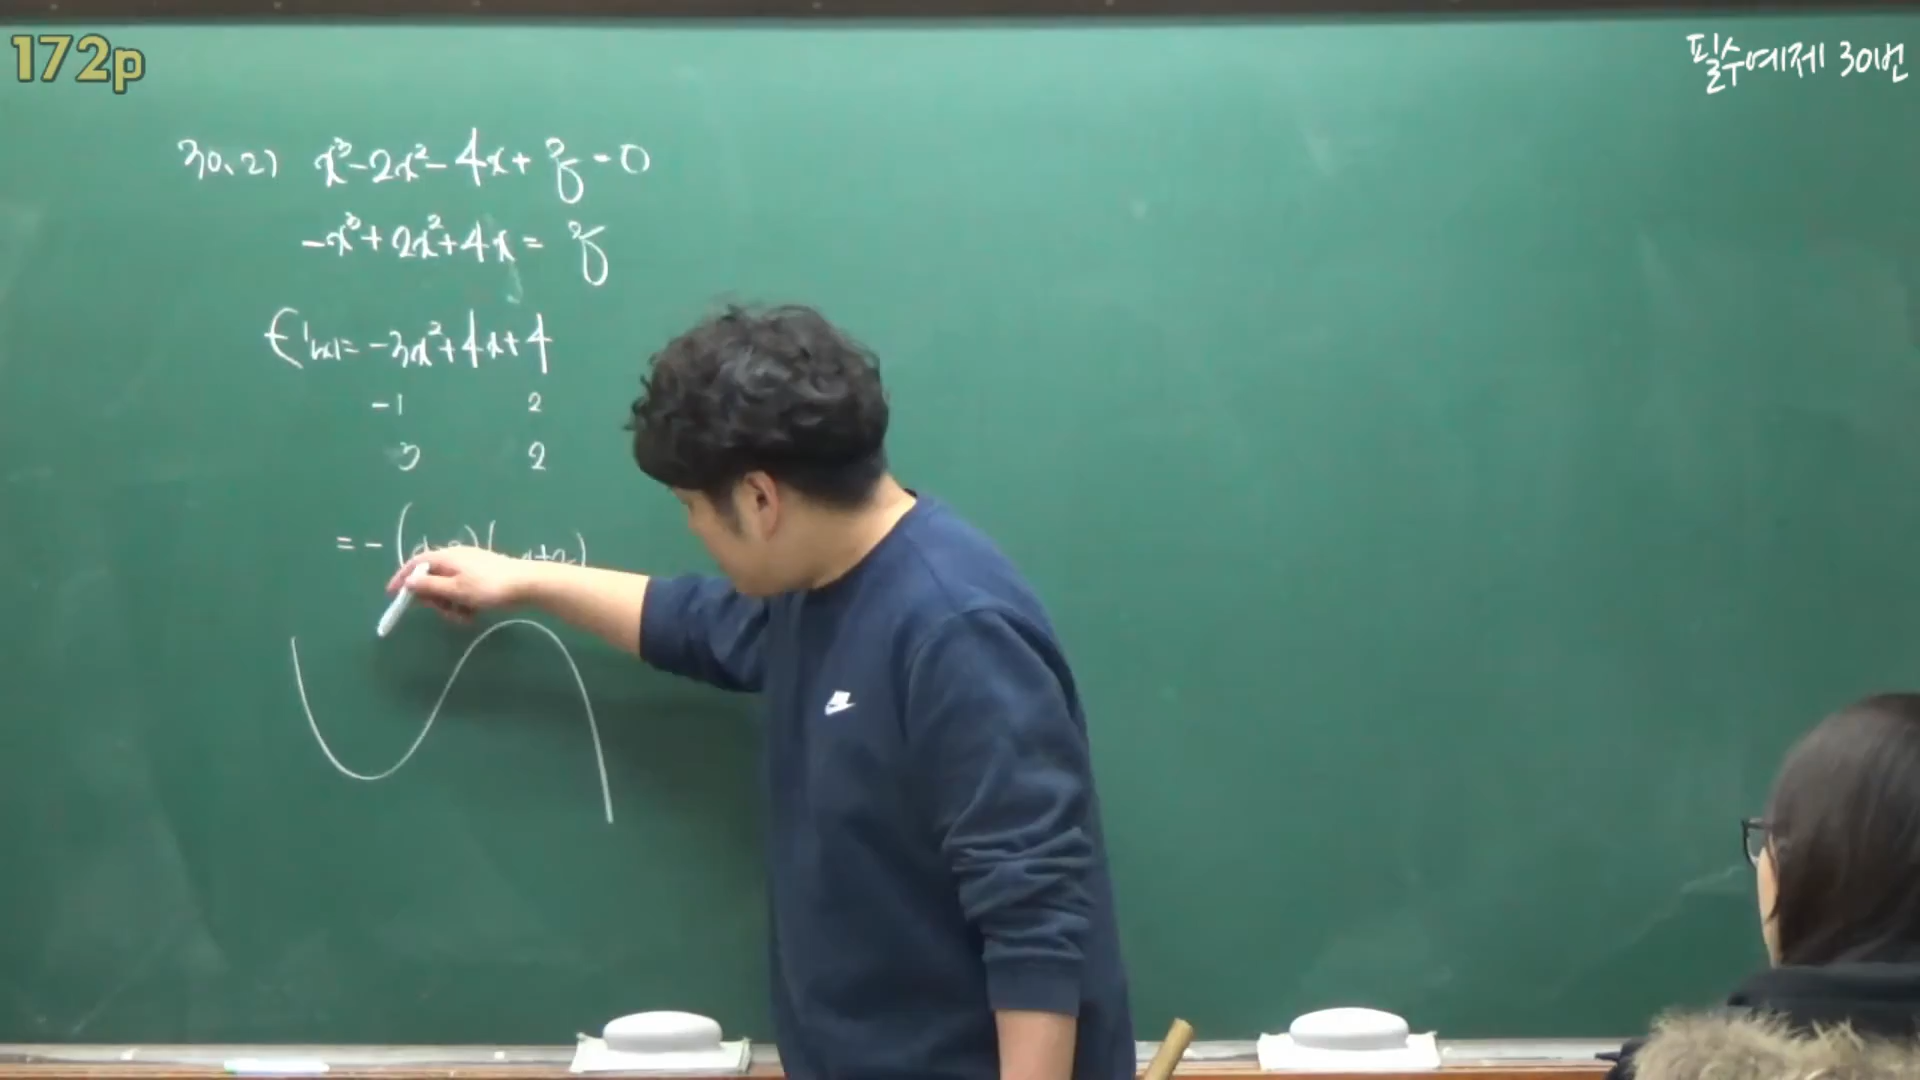 172p
필수예제 30번
30.2) x³-2x²-4x+g=0
-x³+2x²+4x=g
f'(x)=-3x²+4x+4
-1 2
3 2
=-(